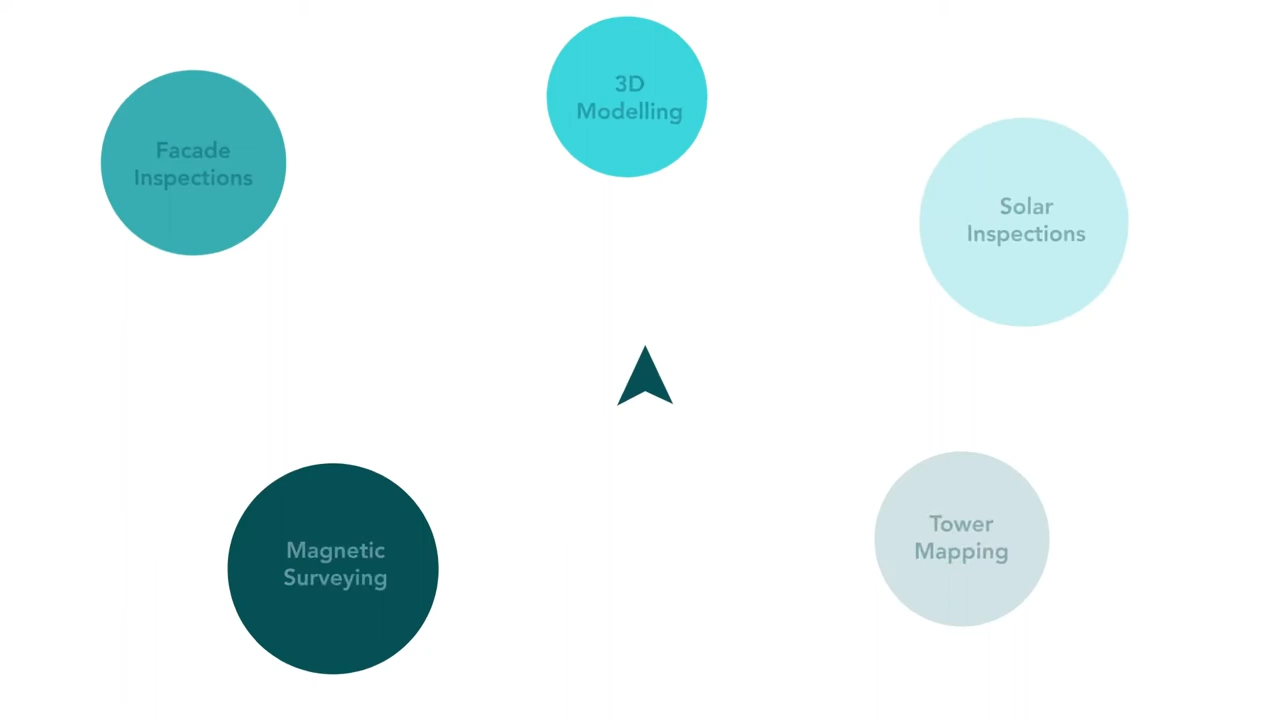 3D
Modelling
Facade
Inspections
Solar
Inspections
Magnetic
Surveying
Tower
Mapping